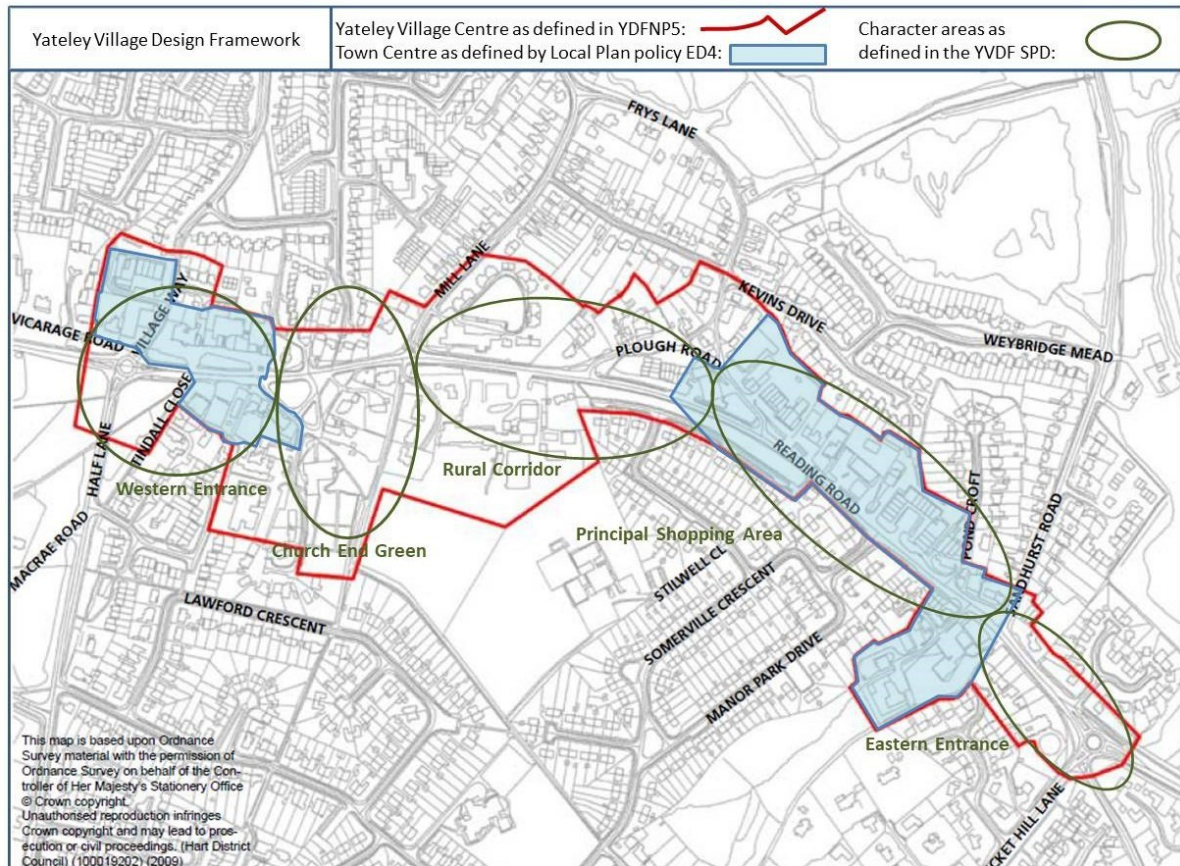 Yateley Village Design Framework
Yateley Village Centre as defined in YDFNP5:
Town Centre as defined by Local Plan policy ED4:
Character areas as
defined in the YVDF SPD:
FRYS LANE
MILL LANE
KEVINS DRIVE
VILLAGE WAY
VICARAGE ROAD
PLOUGH ROAD
WEYBRIDGE MEAD
TINDALL CLOSE
HALF LANE
READING ROAD
Rural Corridor
Western Entrance
POND CROFT
Principal Shopping Area
Church End Green
MACRAE ROAD
STILWELL CL
SANDHURST ROAD
SOMERVILLE CRESCENT
LAWFORD CRESCENT
MANOR PARK DRIVE
Eastern Entrance
CKET HILL LANE
This map is based upon Ordnance
Survey material with the permission of
Ordnance Survey on behalf of the Con-
troller of Her Majesty's Stationery Office
© Crown copyright.
Unauthorised reproduction infringes
Crown copyright and may lead to pros-
ecution or civil proceedings. (Hart District
Council) (100019202) (2009)